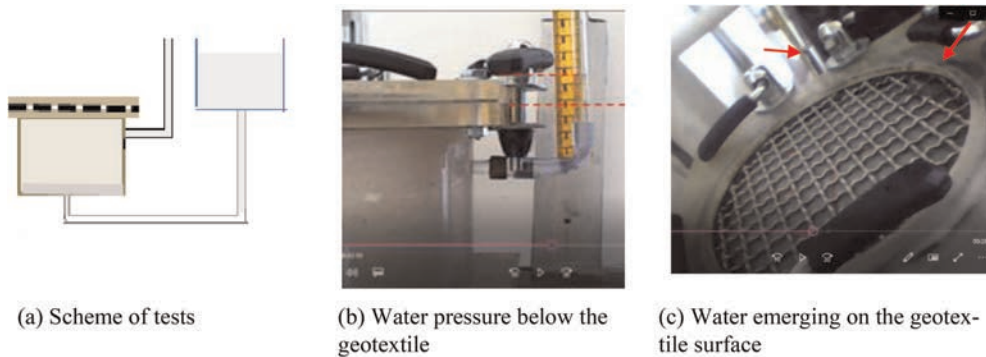 (a) Scheme of tests
(b) Water pressure below the
geotextile
(c) Water emerging on the geotex-
tile surface